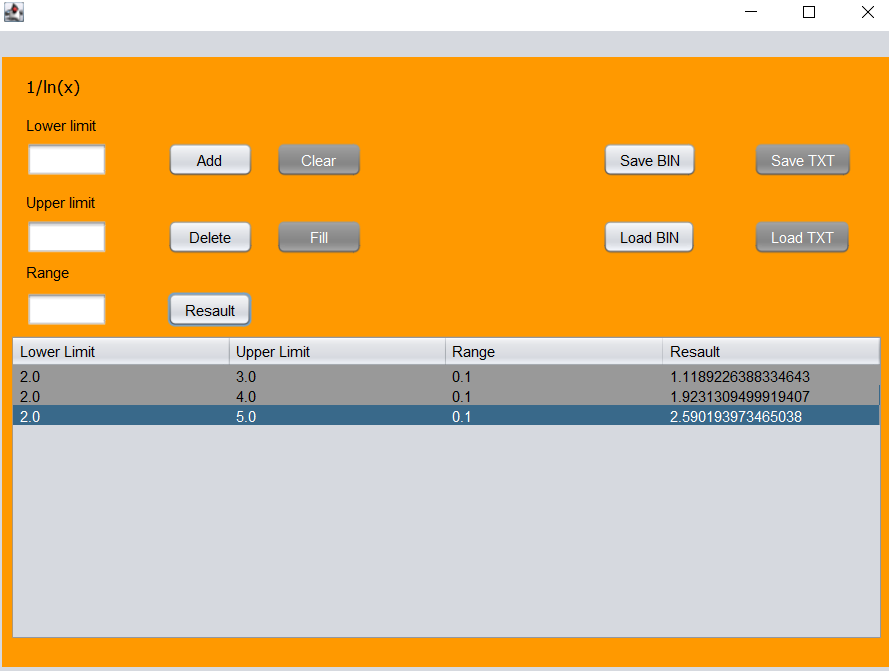 1/ln(x)
Lower limit
Add Clear Save BIN Save TXT
Upper limit
Delete Fill Load BIN Load TXT
Range
Resault
Lower Limit Upper Limit Range Resault
2.0 3.0 0.1 1.1189226388334643
2.0 4.0 0.1 1.9231309499919407
2.0 5.0 0.1 2.590193973465038